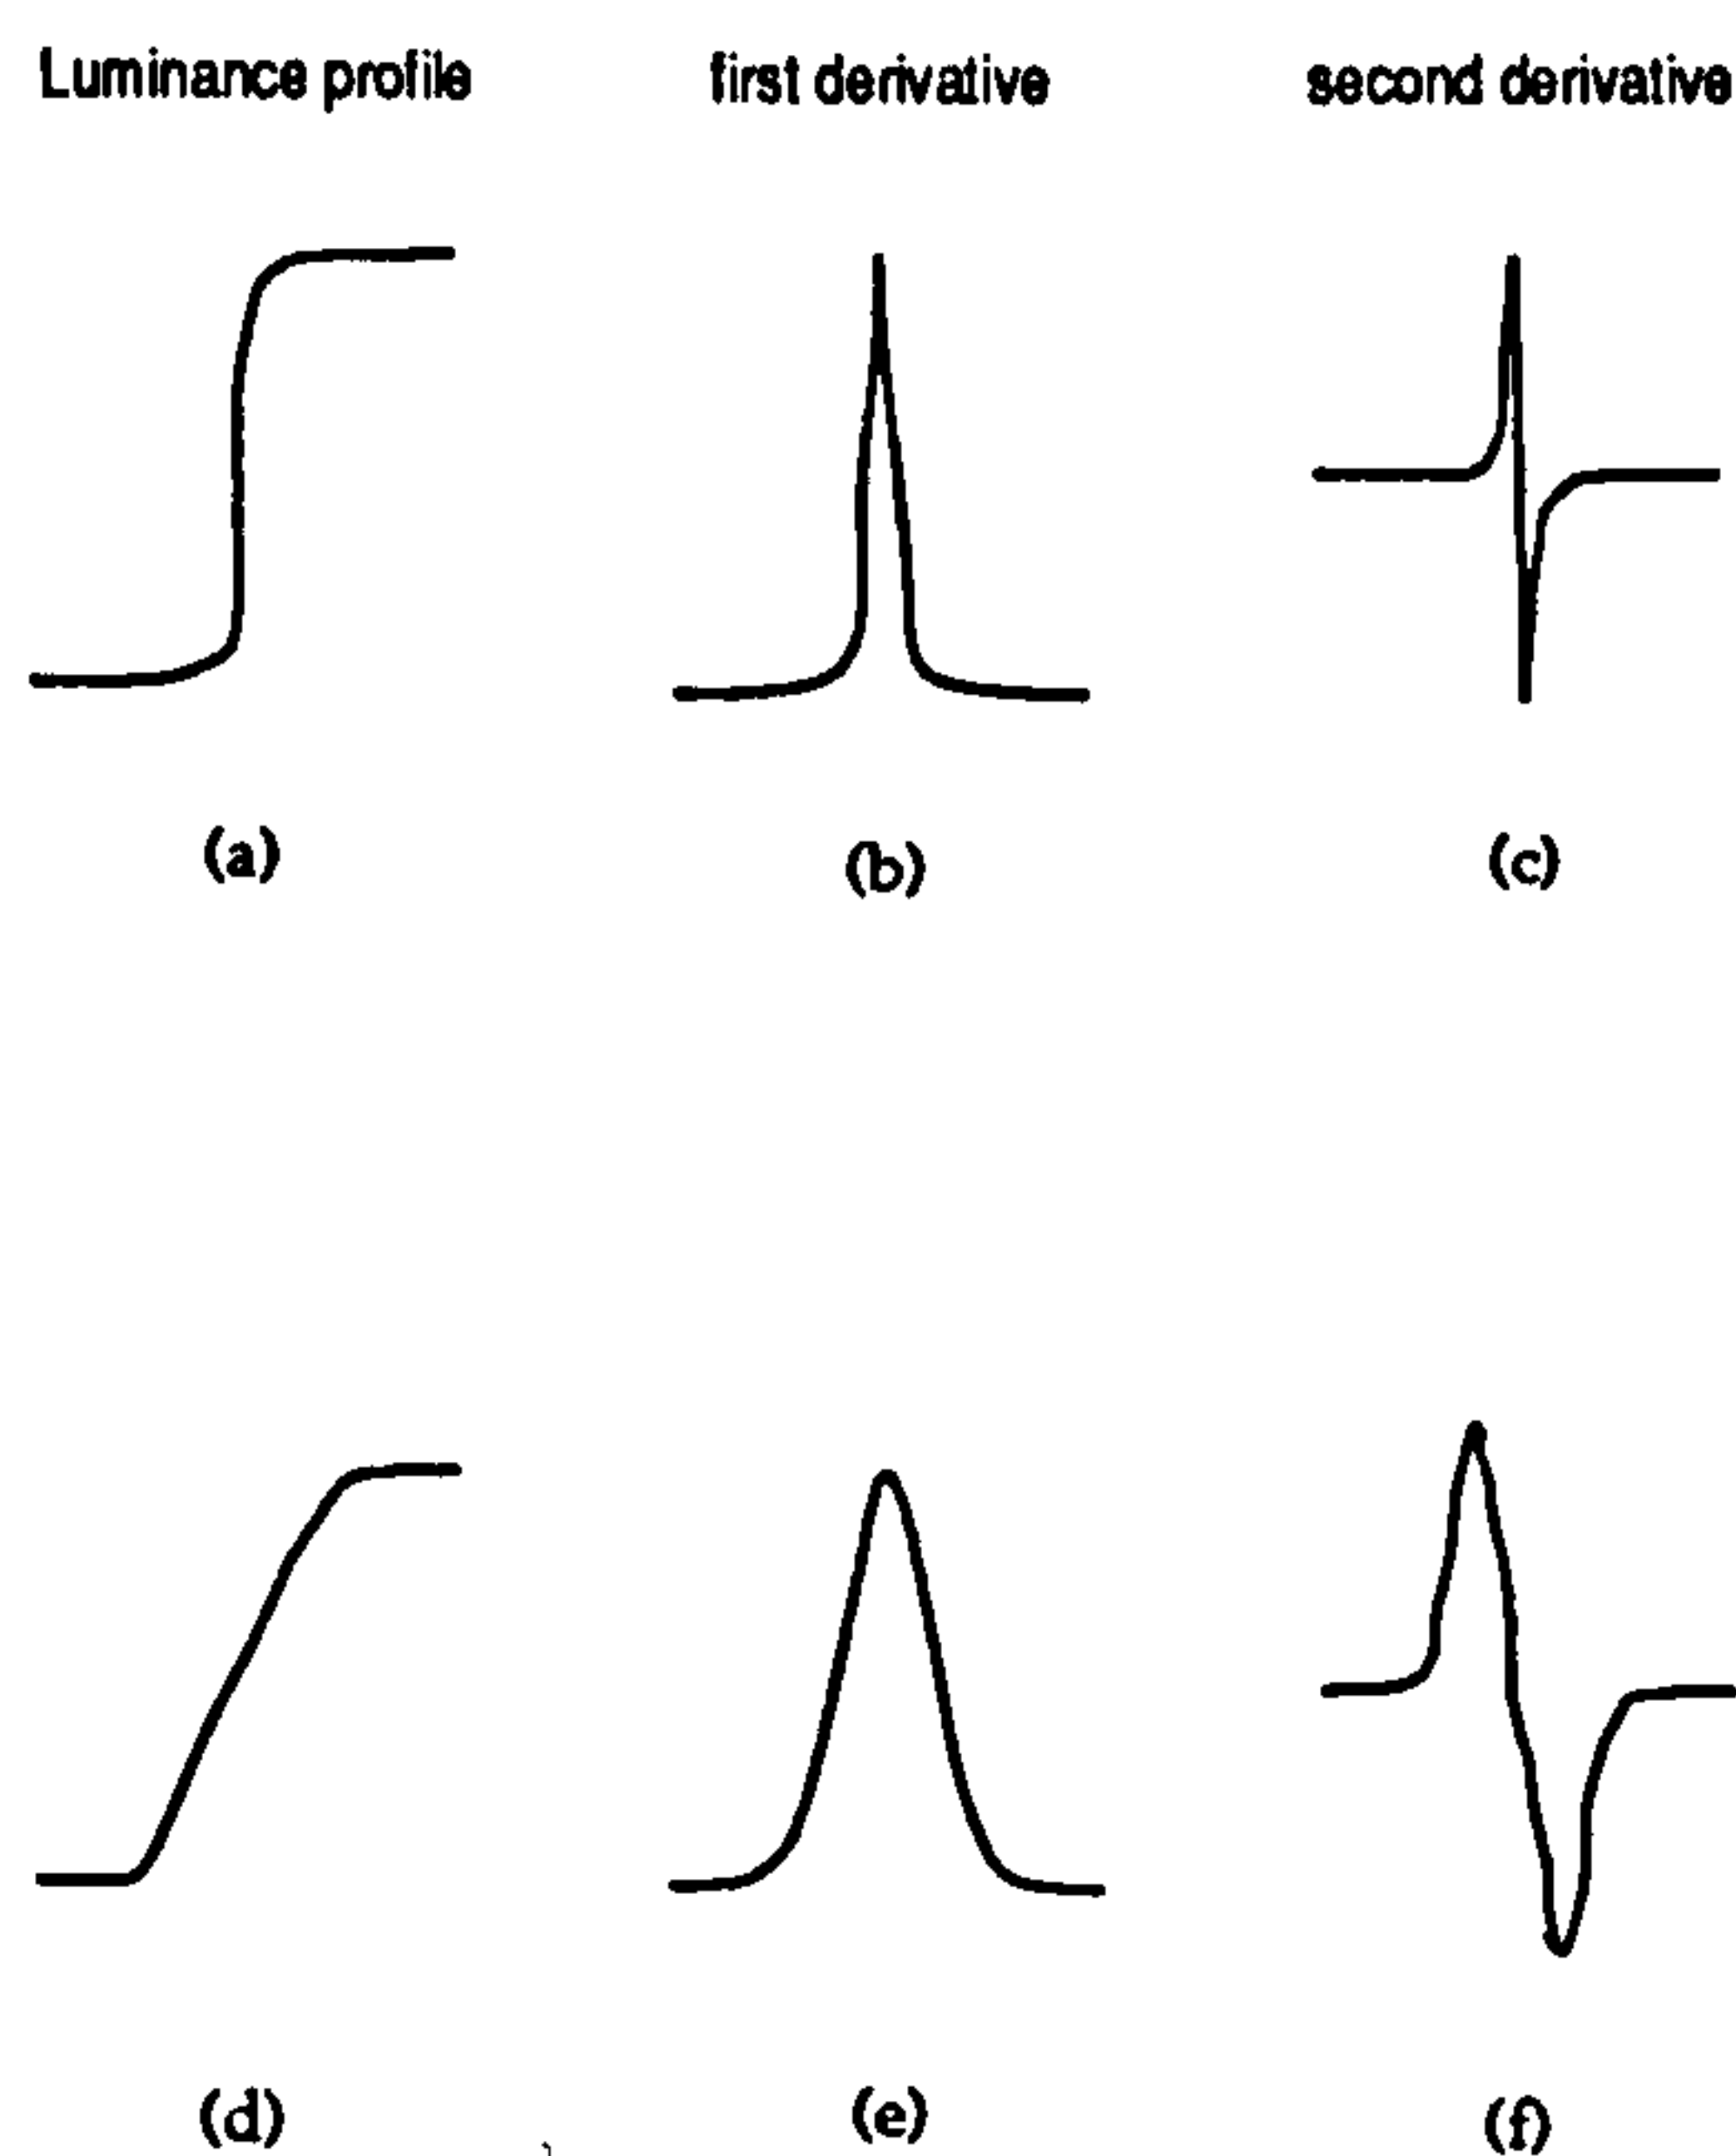 Luminance profile first derivative second derivative
(a) (b) (c)
(d) (e) (f)